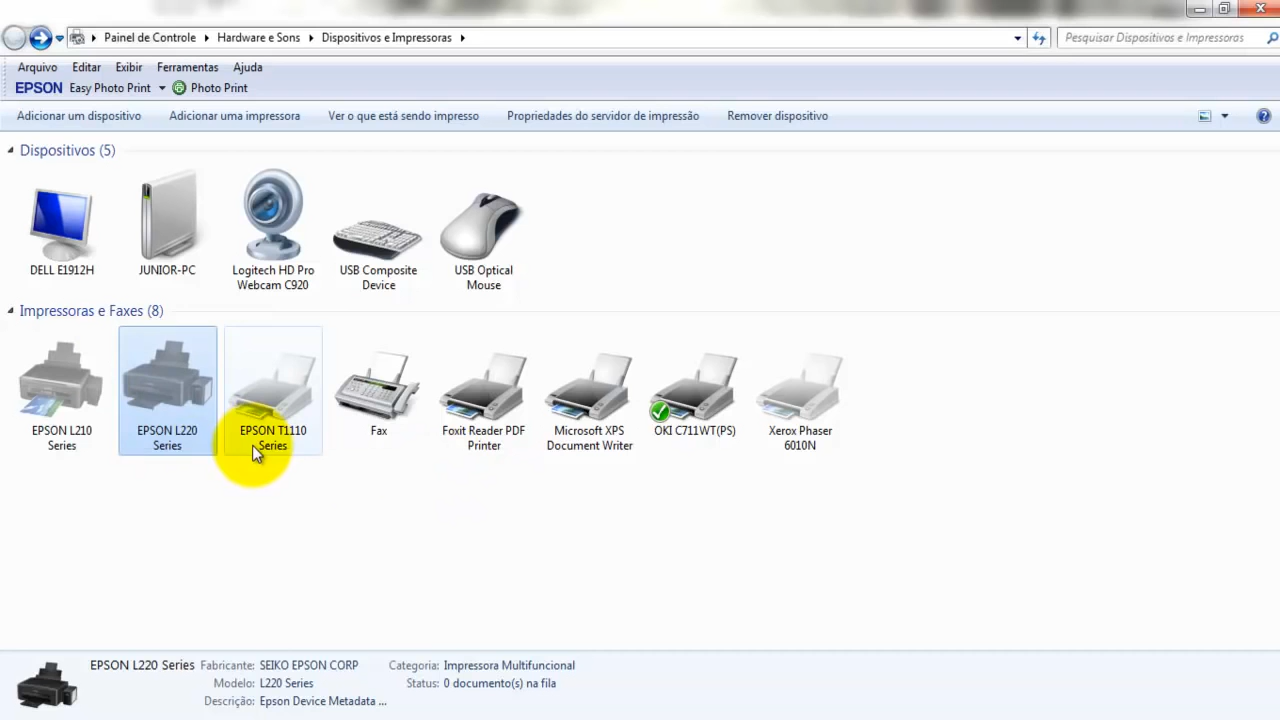 Painel de Controle
Hardware e Sons
Dispositivos e Impressoras
Pesquisar Dispositivos e Impressoras
Arquivo Editar Exibir Ferramentas Ajuda
EPSON Easy Photo Print Photo Print
Adicionar um dispositivo Adicionar uma impressora Ver o que está sendo impresso Propriedades do servidor de impressão Remover dispositivo
Dispositivos (5)
DELL E1912H
JUNIOR-PC
Logitech HD Pro
Webcam C920
USB Composite
Device
USB Optical
Mouse
Impressoras e Faxes (8)
EPSON L210
Series
EPSON L220
Series
EPSON T1110
Series
Fax
Foxit Reader PDF
Printer
Microsoft XPS
Document Writer
OKI C711WT(PS)
Xerox Phaser
6010N
EPSON L220 Series Fabricante: SEIKO EPSON CORP Categoria: Impressora Multifuncional
Modelo: L220 Series Status: 0 documento(s) na fila
Descrição: Epson Device Metadata ...